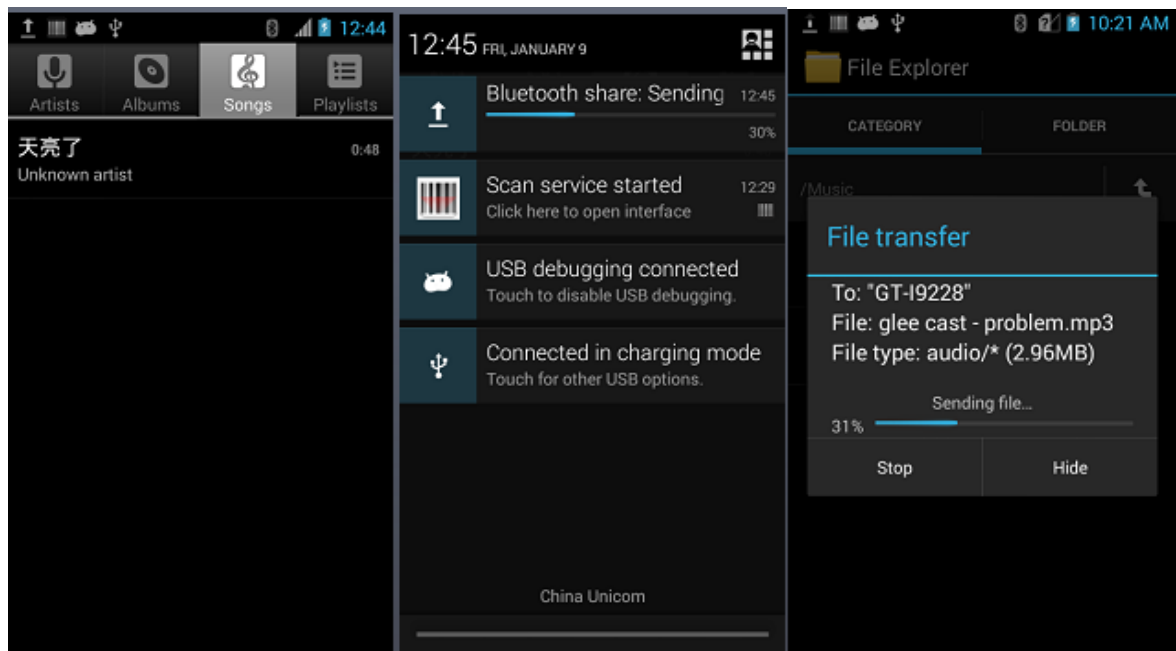 12:44
Artists Albums Songs Playlists
天亮了 0:48
Unknown artist
12:45 FRI, JANUARY 9
Bluetooth share: Sending 12:45
30%
Scan service started 12:29
Click here to open interface
USB debugging connected
Touch to disable USB debugging.
Connected in charging mode
Touch for other USB options.
China Unicom
10:21 AM
File Explorer
CATEGORY FOLDER
/Music
File transfer
To: "GT-I9228"
File: glee cast - problem.mp3
File type: audio/* (2.96MB)
Sending file...
31%
Stop Hide